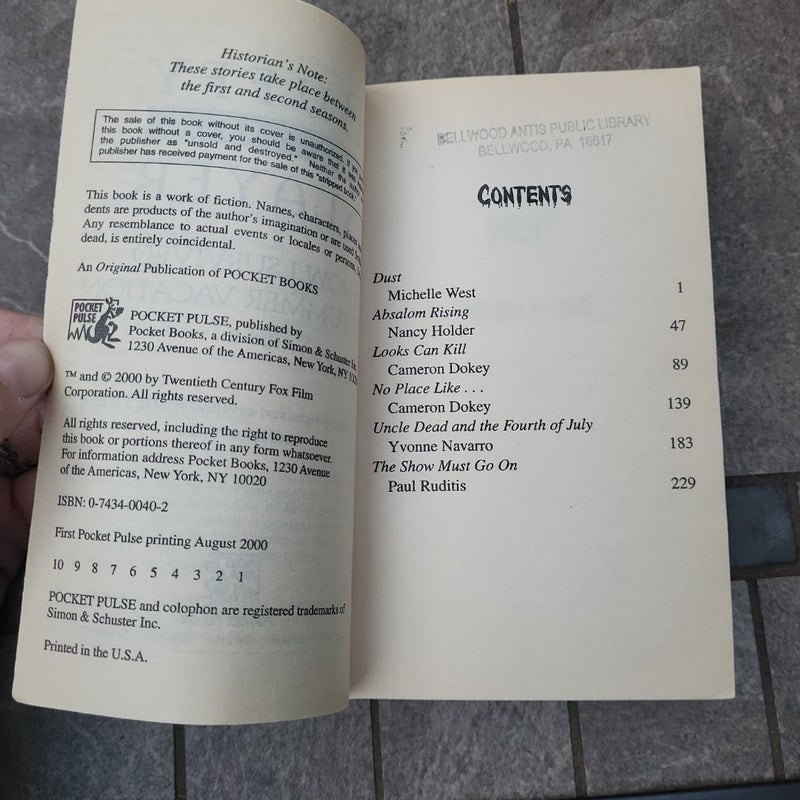 Historian's Note:
These stories take place between
the first and second seasons.
The sale of this book without its cover is unauthorized. If you
this book without a cover, you should be aware that it was
the publisher as "unsold and destroyed." Neither the
publisher has received payment for the sale of this "stripped book."
This book is a work of fiction. Names, characters, places
dents are products of the author's imagination or are used
Any resemblance to actual events or locales or persons,
dead, is entirely coincidental.
An Original Publication of POCKET BOOKS
POCKET
PULSE
POCKET PULSE, published by
Pocket Books, a division of Simon & Schuster
1230 Avenue of the Americas, New York, NY
™ and © 2000 by Twentieth Century Fox Film
Corporation. All rights reserved.
All rights reserved, including the right to reproduce
this book or portions thereof in any form whatsoever.
For information address Pocket Books, 1230 Avenue
of the Americas, New York, NY 10020
ISBN: 0-7434-0040-2
First Pocket Pulse printing August 2000
10 9 8 7 6 5 4 3 2 1
POCKET PULSE and colophon are registered trademarks of
Simon & Schuster Inc.
Printed in the U.S.A.
BELLWOOD ANTIS PUBLIC LIBRARY
BELLWOOD, PA 16617
CONTENTS
Dust
Michelle West 1
Absalom Rising
Nancy Holder 47
Looks Can Kill
Cameron Dokey 89
No Place Like . . .
Cameron Dokey 139
Uncle Dead and the Fourth of July
Yvonne Navarro 183
The Show Must Go On
Paul Ruditis 229